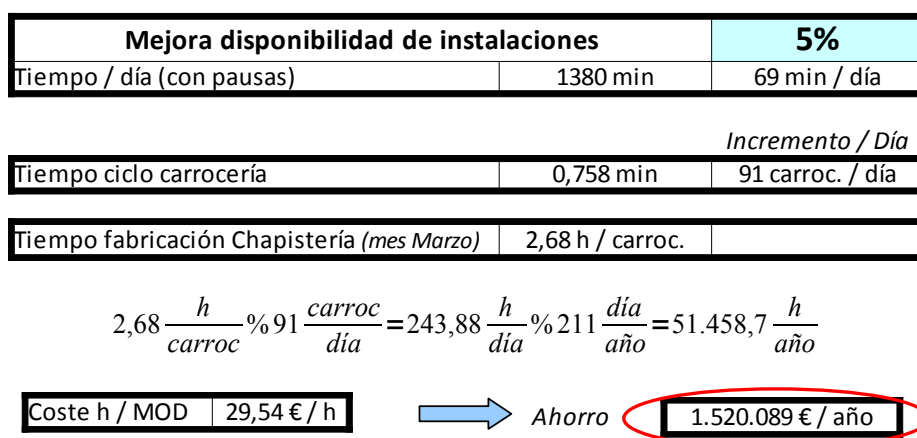 Mejora disponibilidad de instalaciones 5%
Tiempo / día (con pausas) 1380 min 69 min / día
Incremento / Día
Tiempo ciclo carrocería 0,758 min 91 carroc. / día
Tiempo fabricación Chapistería (mes Marzo) 2,68 h / carroc.
2,68 h/carroc % 91 carroc/día = 243,88 h/día % 211 día/año = 51.458,7 h/año
Coste h / MOD 29,54 € / h Ahorro 1.520.089 € / año